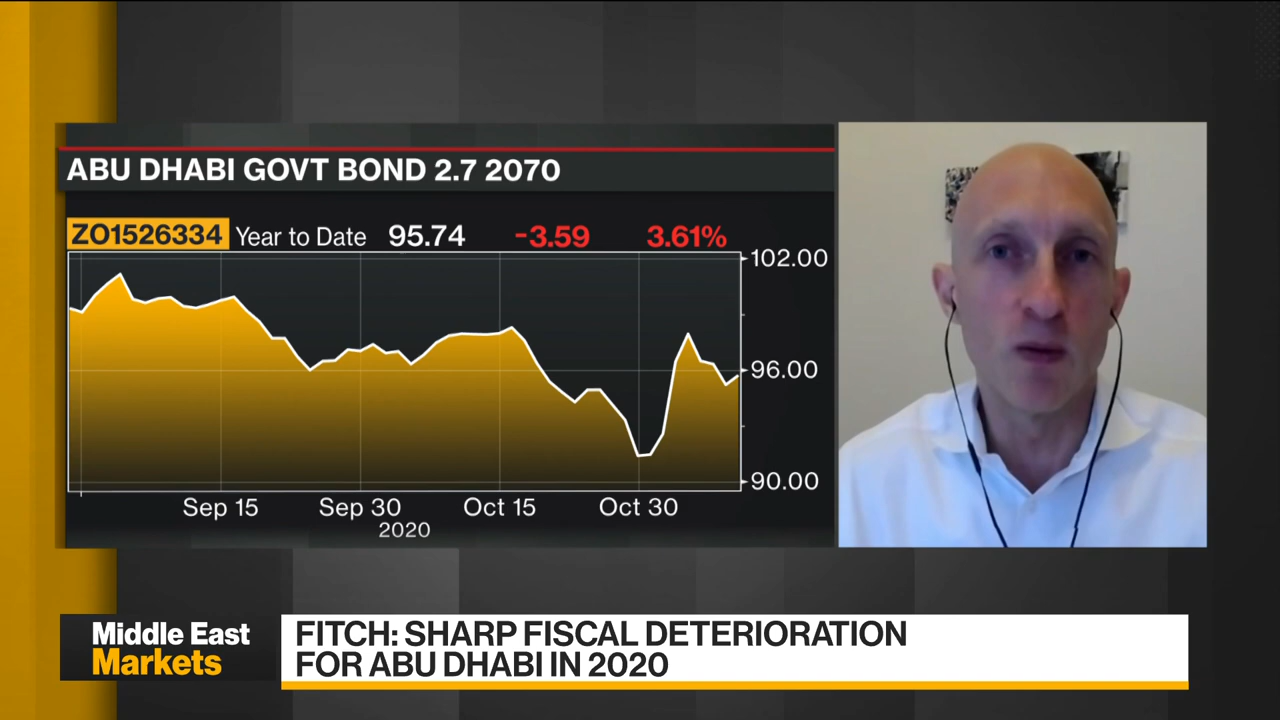 ABU DHABI GOVT BOND 2.7 2070
ZO1526334 Year to Date 95.74 -3.59 3.61%
102.00
96.00
90.00
Sep 15 Sep 30 Oct 15 Oct 30
2020
Middle East
Markets
FITCH: SHARP FISCAL DETERIORATION
FOR ABU DHABI IN 2020